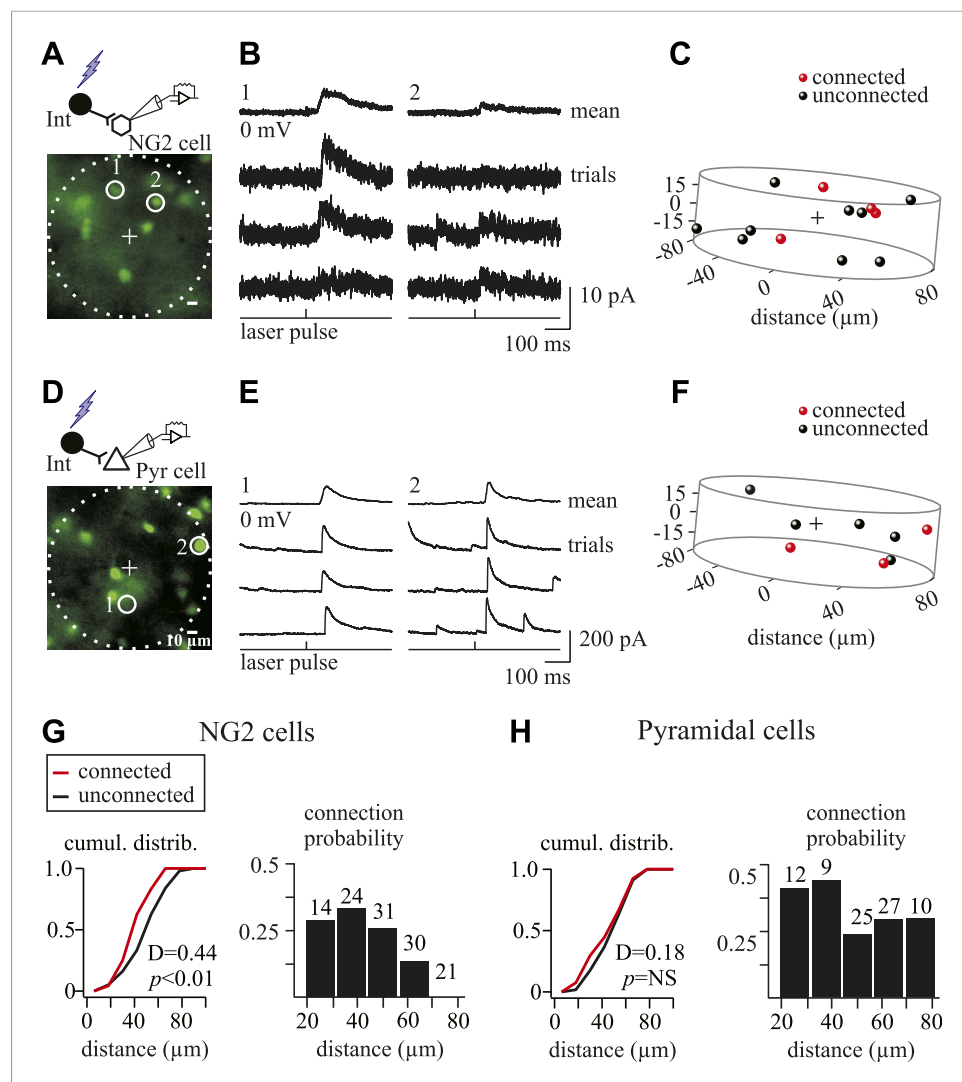 A
Int
NG2 cell
1
2
B
1
2
mean
0 mV
trials
10 pA
laser pulse
100 ms
C
connected
unconnected
15
0
-15
-80
-40
0
40
80
distance (µm)
D
Int
Pyr cell
2
1
10 µm
E
1
2
mean
0 mV
trials
200 pA
laser pulse
100 ms
F
connected
unconnected
15
0
-15
-80
-40
0
40
80
distance (µm)
G
NG2 cells
connected
unconnected
cumul. distrib.
1.0
0.5
0
D=0.44
p<0.01
0
40
80
distance (µm)
connection
probability
0.5
0.25
14
24
31
30
21
20
40
60
80
distance (µm)
H
Pyramidal cells
cumul. distrib.
1.0
0.5
0
D=0.18
p=NS
0
40
80
distance (µm)
connection
probability
0.5
0.25
12
9
25
27
10
20
40
60
80
distance (µm)